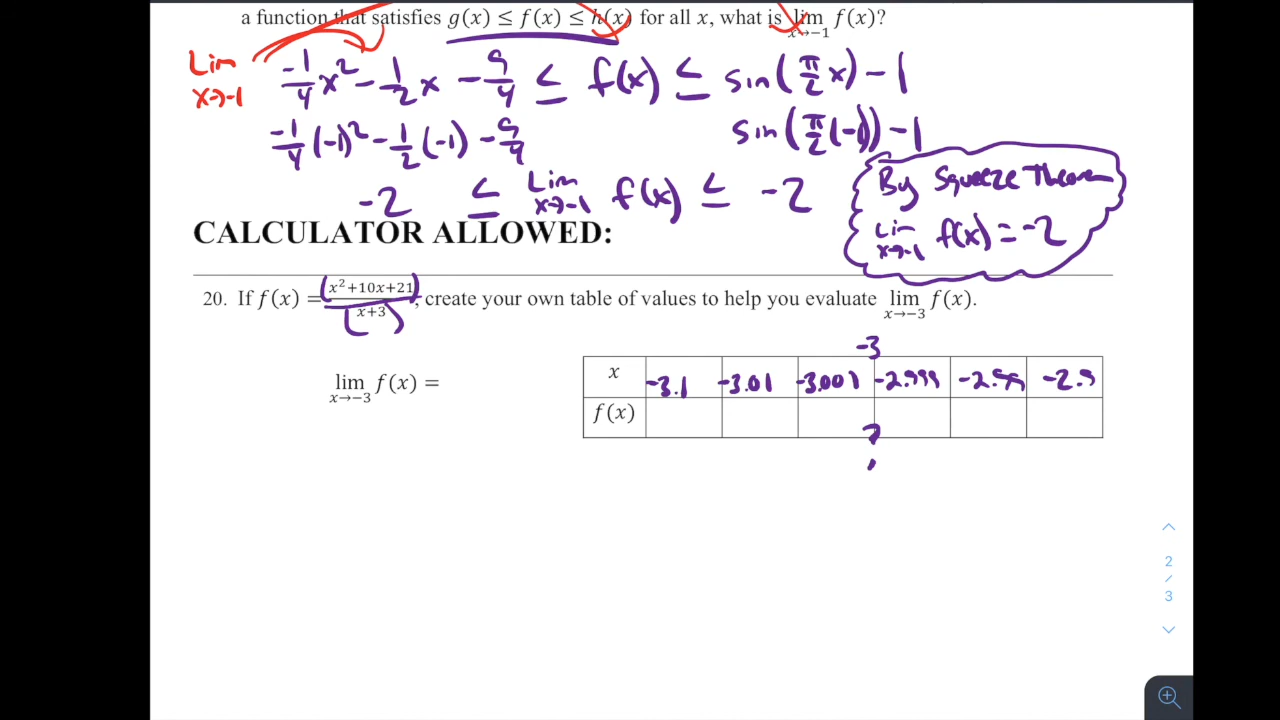 a function that satisfies g(x) ≤ f(x) ≤ h(x) for all x, what is lim x→−1 f(x)?
Lim x→-1 -1/4 x² - 1/2 x - 9/4 ≤ f(x) ≤ sin(π/2 x) - 1
-1/4 (-1)² - 1/2 (-1) - 9/4 sin(π/2 (-1)) - 1
-2 ≤ Lim x→-1 f(x) ≤ -2
By Squeeze Theorem
Lim x→-1 f(x) = -2
CALCULATOR ALLOWED:
20. If f(x) = (x²+10x+21)/(x+3), create your own table of values to help you evaluate lim x→−3 f(x).
-3
lim x→−3 f(x) =
x -3.1 -3.01 -3.001 -2.999 -2.99 -2.9
f(x)
?
2
/
3